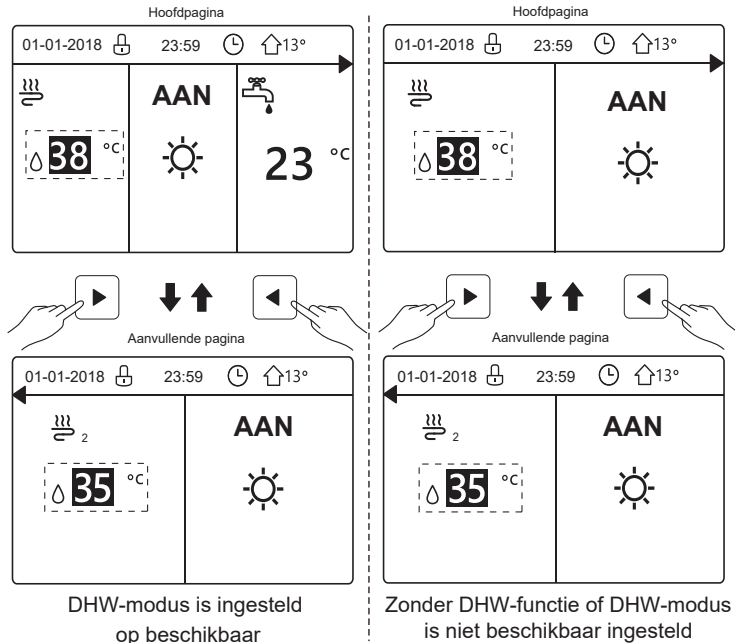 Hoofdpagina
01-01-2018 23:59 13°
AAN
38 °C
23 °C
Aanvullende pagina
01-01-2018 23:59 13°
2
AAN
35 °C
DHW-modus is ingesteld
op beschikbaar
Hoofdpagina
01-01-2018 23:59 13°
AAN
38 °C
Aanvullende pagina
01-01-2018 23:59 13°
2
AAN
35 °C
Zonder DHW-functie of DHW-modus
is niet beschikbaar ingesteld